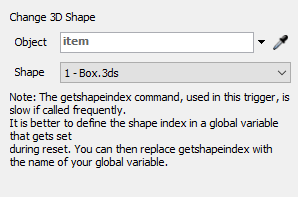 Change 3D Shape
Object item
Shape 1 - Box.3ds
Note: The getshapeindex command, used in this trigger, is
slow if called frequently.
It is better to define the shape index in a global variable
that gets set
during reset. You can then replace getshapeindex with
the name of your global variable.